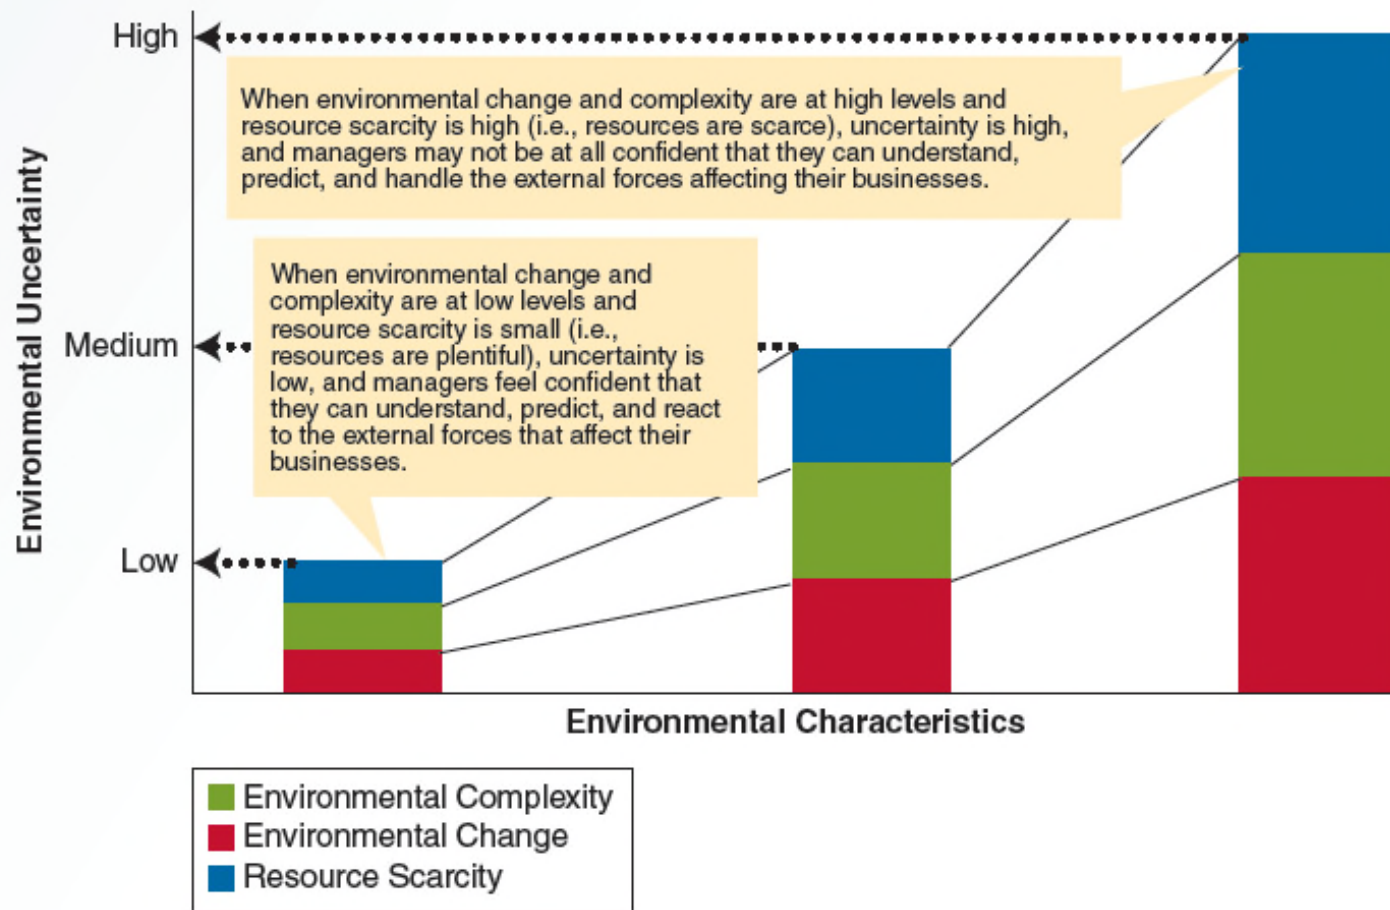 High
When environmental change and complexity are at high levels and
resource scarcity is high (i.e., resources are scarce), uncertainty is high,
and managers may not be at all confident that they can understand,
predict, and handle the external forces affecting their businesses.
Environmental Uncertainty
When environmental change and
complexity are at low levels and
resource scarcity is small (i.e.,
resources are plentiful), uncertainty is
low, and managers feel confident that
they can understand, predict, and react
to the external forces that affect their
businesses.
Medium
Low
Environmental Characteristics
Environmental Complexity
Environmental Change
Resource Scarcity